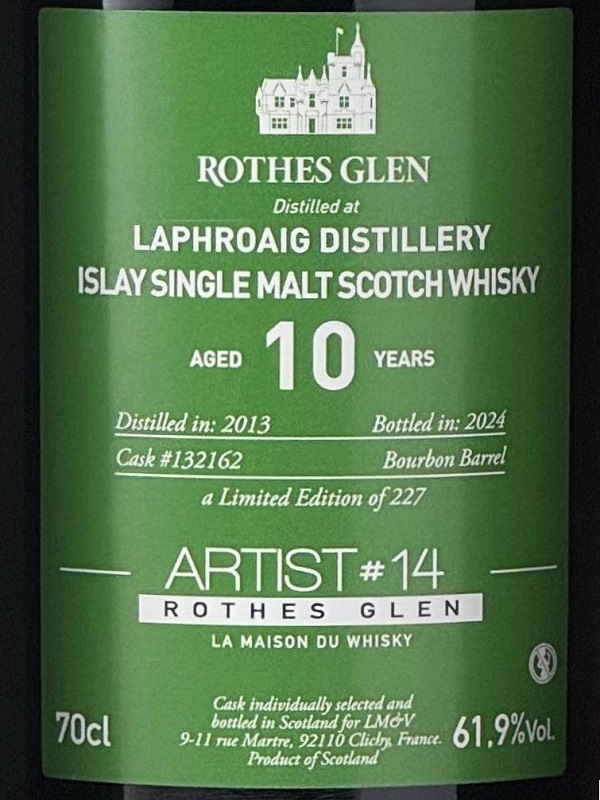 ROTHES GLEN
Distilled at
LAPHROAIG DISTILLERY
ISLAY SINGLE MALT SCOTCH WHISKY
AGED 10 YEARS
Distilled in: 2013 Bottled in: 2024
Cask #132162 Bourbon Barrel
a Limited Edition of 227
ARTIST #14
ROTHES GLEN
LA MAISON DU WHISKY
Cask individually selected and
bottled in Scotland for LM&V
9-11 rue Martre, 92110 Clichy, France.
Product of Scotland
70cl
61,9%Vol.